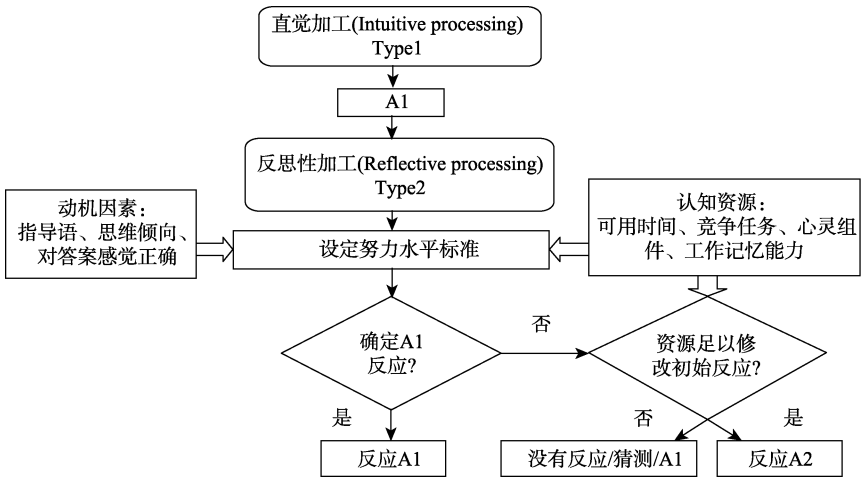 直觉加工(Intuitive processing)
Type1
A1
反思性加工(Reflective processing)
Type2
动机因素：
指导语、思维倾向、
对答案感觉正确
设定努力水平标准
认知资源：
可用时间、竞争任务、心灵组
件、工作记忆能力
确定A1
反应?
否
资源足以修
改初始反应?
是
否
是
反应A1
没有反应/猜测/A1
反应A2